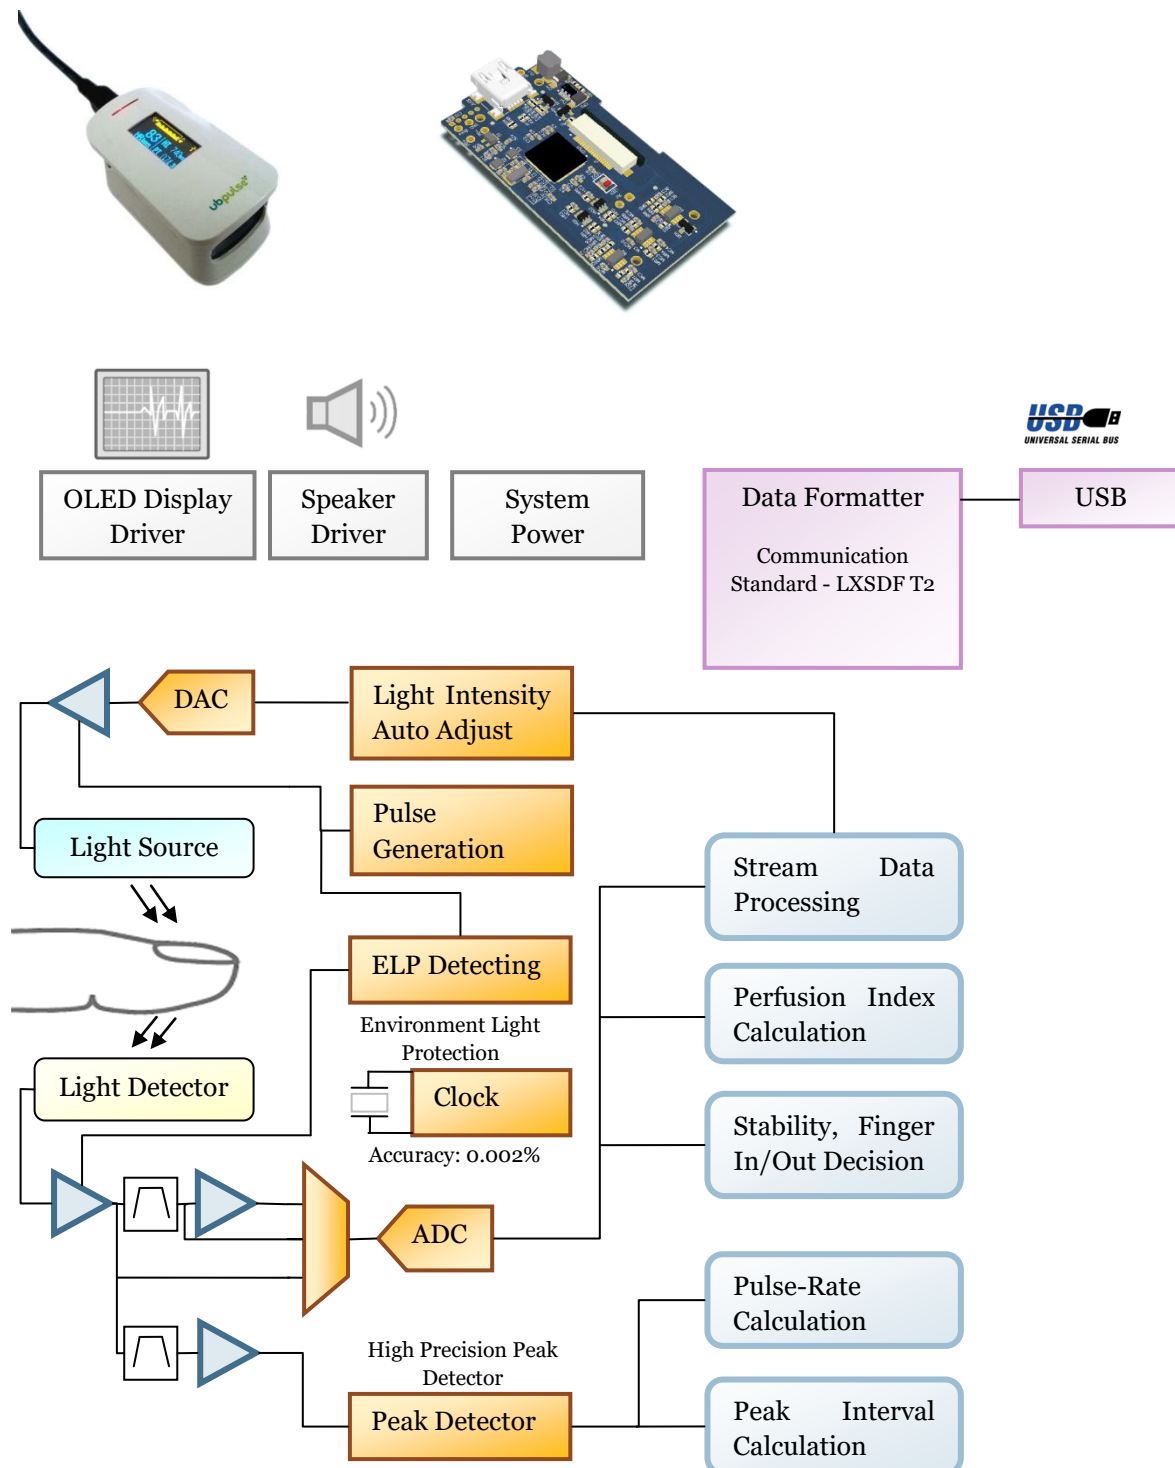 83
ubpulse
USB
UNIVERSAL SERIAL BUS
OLED Display
Driver
Speaker
Driver
System
Power
Data Formatter
Communication
Standard - LXSDF T2
USB
DAC
Light Intensity
Auto Adjust
Pulse
Generation
Light Source
Stream Data
Processing
ELP Detecting
Environment Light
Protection
Perfusion Index
Calculation
Light Detector
Clock
Accuracy: 0.002%
Stability, Finger
In/Out Decision
ADC
Pulse-Rate
Calculation
High Precision Peak
Detector
Peak Detector
Peak Interval
Calculation